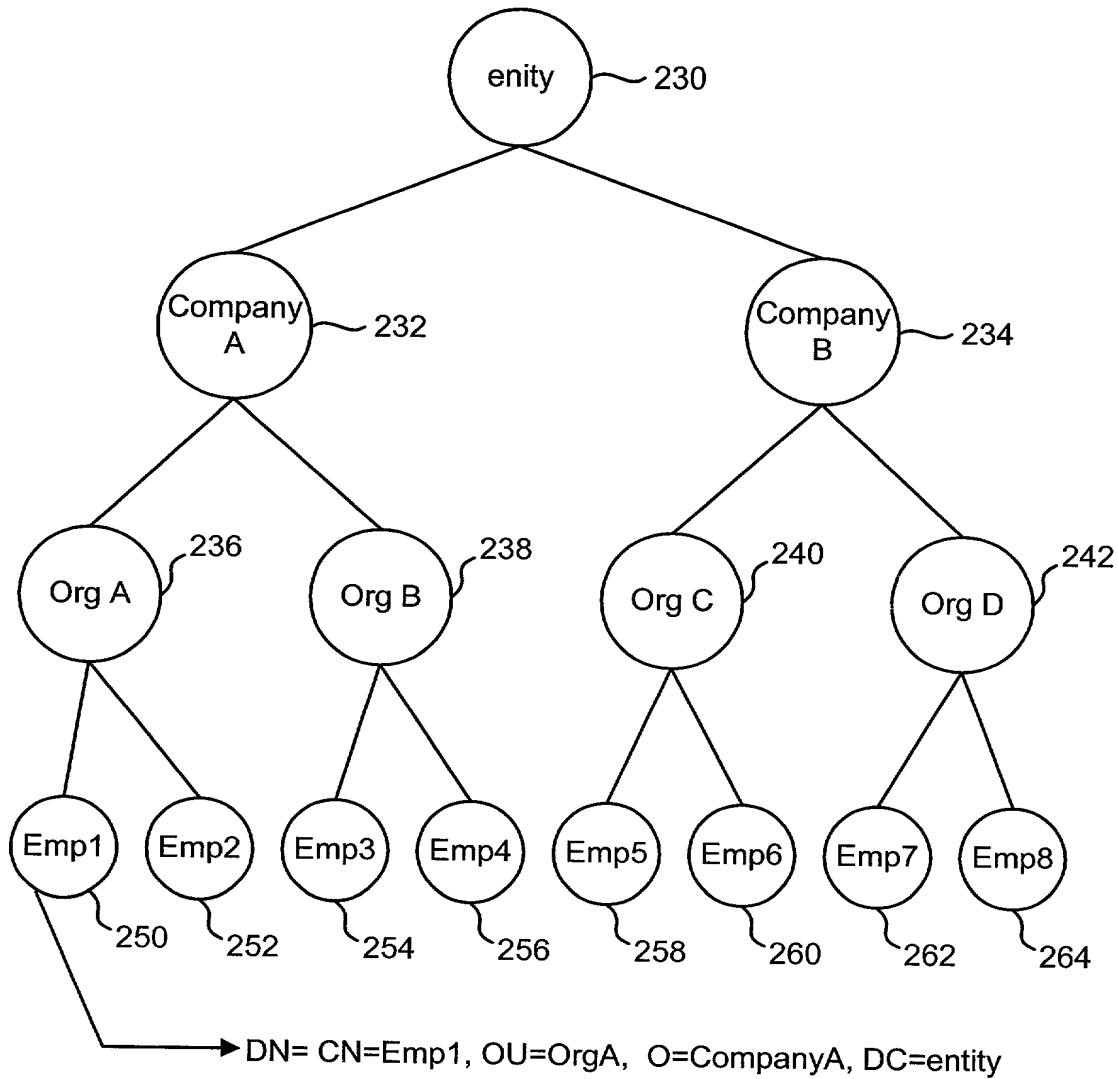 enity
230
Company
A
232
Company
B
234
Org A
236
Org B
238
Org C
240
Org D
242
Emp1
Emp2
Emp3
Emp4
Emp5
Emp6
Emp7
Emp8
250
252
254
256
258
260
262
264
DN= CN=Emp1, OU=OrgA, O=CompanyA, DC=entity